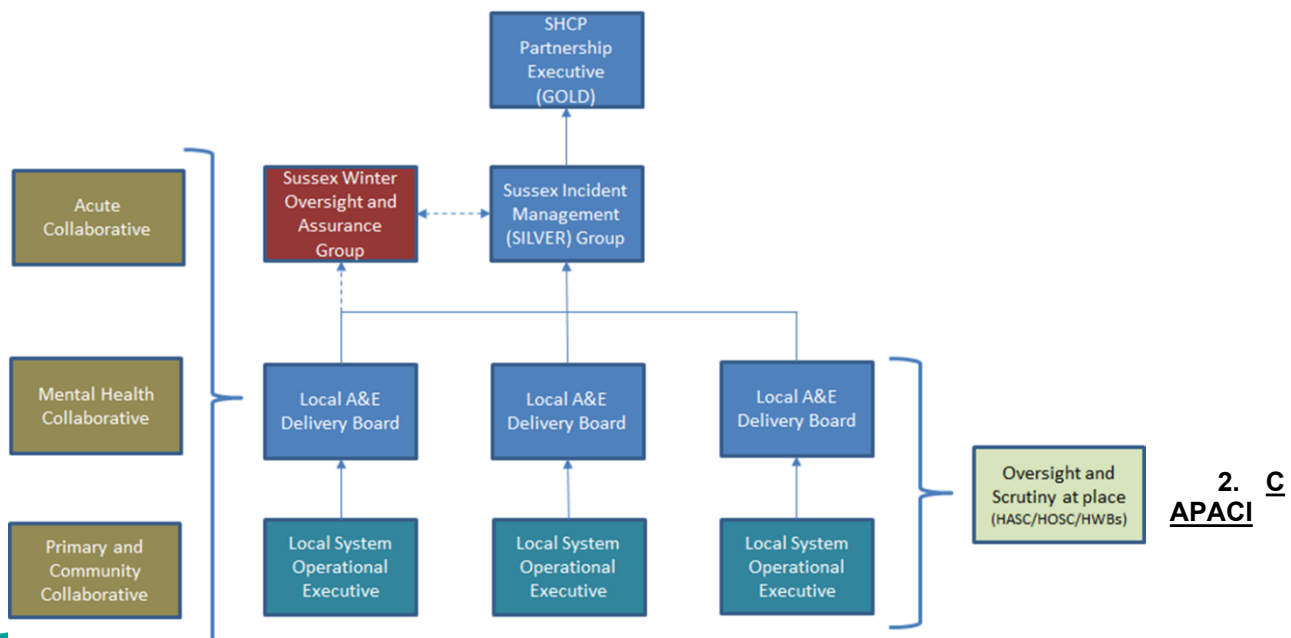 SHCP
Partnership
Executive
(GOLD)
Acute
Collaborative
Sussex Winter
Oversight and
Assurance
Group
Sussex Incident
Management
(SILVER) Group
Mental Health
Collaborative
Local A&E
Delivery Board
Local A&E
Delivery Board
Local A&E
Delivery Board
Primary and
Community
Collaborative
Local System
Operational
Executive
Local System
Operational
Executive
Local System
Operational
Executive
Oversight and
Scrutiny at place
(HASC/HOSC/HWBs)
2. C
APACI